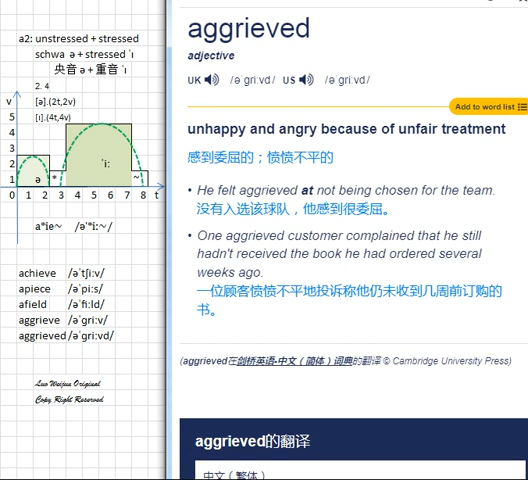 a2: unstressed + stressed
schwa ə + stressed ˈı
央音 ə + 重音 ˈı
2. 4
[ə].(2t,2v)
[ı].(4t,4v)
v
5
4
3
2
1
0
ə
*
ˈi:
~
1 2 3 4 5 6 7 8 t
a*ie~ /əˈ*i:~/
achieve /əˈtʃi:v/
apiece /əˈpi:s/
afield /əˈfi:ld/
aggrieve /əˈgri:v/
aggrieved /əˈgri:vd/
Luo Weijun Original
Copy Right Reserved
aggrieved
adjective
UK /əˈɡriːvd/ US /əˈɡriːvd/
Add to word list
unhappy and angry because of unfair treatment
感到委屈的；愤愤不平的
• He felt aggrieved at not being chosen for the team.
没有入选该球队，他感到很委屈。
• One aggrieved customer complained that he still
hadn't received the book he had ordered several
weeks ago.
一位顾客愤愤不平地投诉称他仍未收到几周前订购的
书。
(aggrieved在剑桥英语-中文（简体）词典的翻译 © Cambridge University Press)
aggrieved的翻译
中文（繁体）